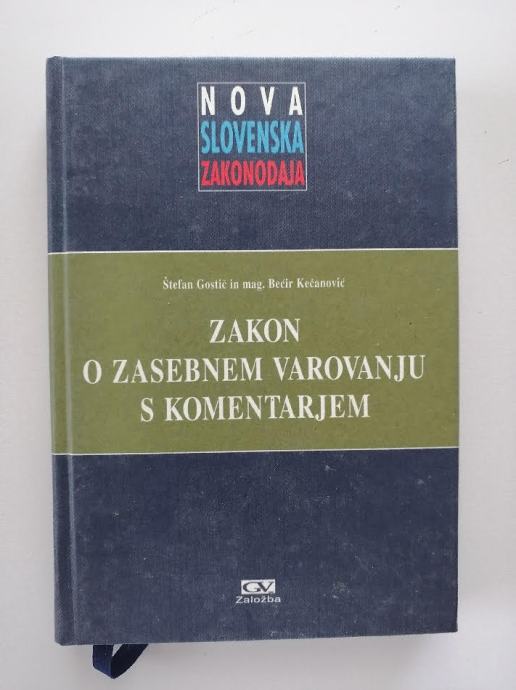 NOVA
SLOVENSKA
ZAKONODAJA
Štefan Gostič in mag. Bećir Kečanović
ZAKON
O ZASEBNEM VAROVANJU
S KOMENTARJEM
GV
Založba